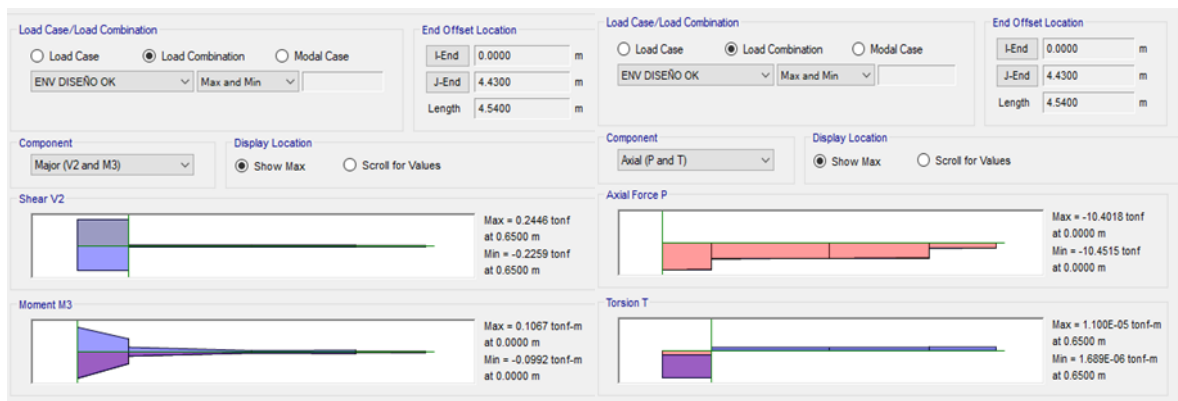 Load Case/Load Combination
Load Case Load Combination Modal Case
ENV DISEÑO OK Max and Min
End Offset Location
I-End 0.0000 m
J-End 4.4300 m
Length 4.5400 m
Component
Major (V2 and M3)
Display Location
Show Max Scroll for Values
Shear V2
Max = 0.2446 tonf
at 0.6500 m
Min = -0.2259 tonf
at 0.6500 m
Moment M3
Max = 0.1067 tonf-m
at 0.0000 m
Min = -0.0992 tonf-m
at 0.0000 m
Load Case/Load Combination
Load Case Load Combination Modal Case
ENV DISEÑO OK Max and Min
End Offset Location
I-End 0.0000 m
J-End 4.4300 m
Length 4.5400 m
Component
Axial (P and T)
Display Location
Show Max Scroll for Values
Axial Force P
Max = -10.4018 tonf
at 0.0000 m
Min = -10.4515 tonf
at 0.0000 m
Torsion T
Max = 1.100E-05 tonf-m
at 0.6500 m
Min = 1.689E-06 tonf-m
at 0.6500 m